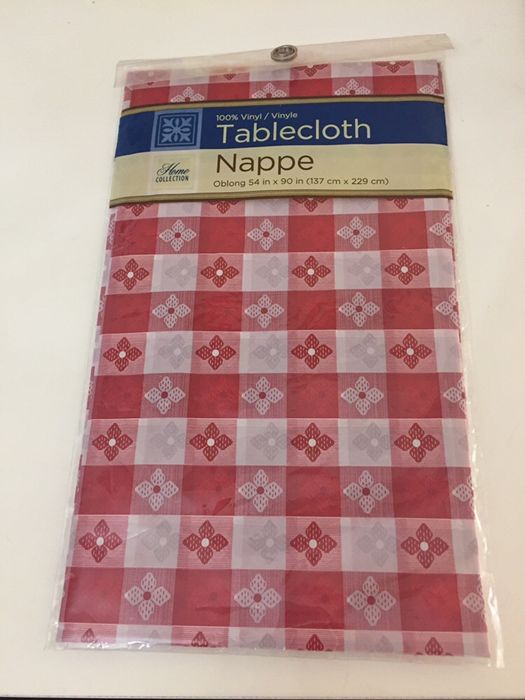 100% Vinyl / Vinyle
Tablecloth
Home
COLLECTION
Nappe
Oblong 54 in x 90 in (137 cm x 229 cm)